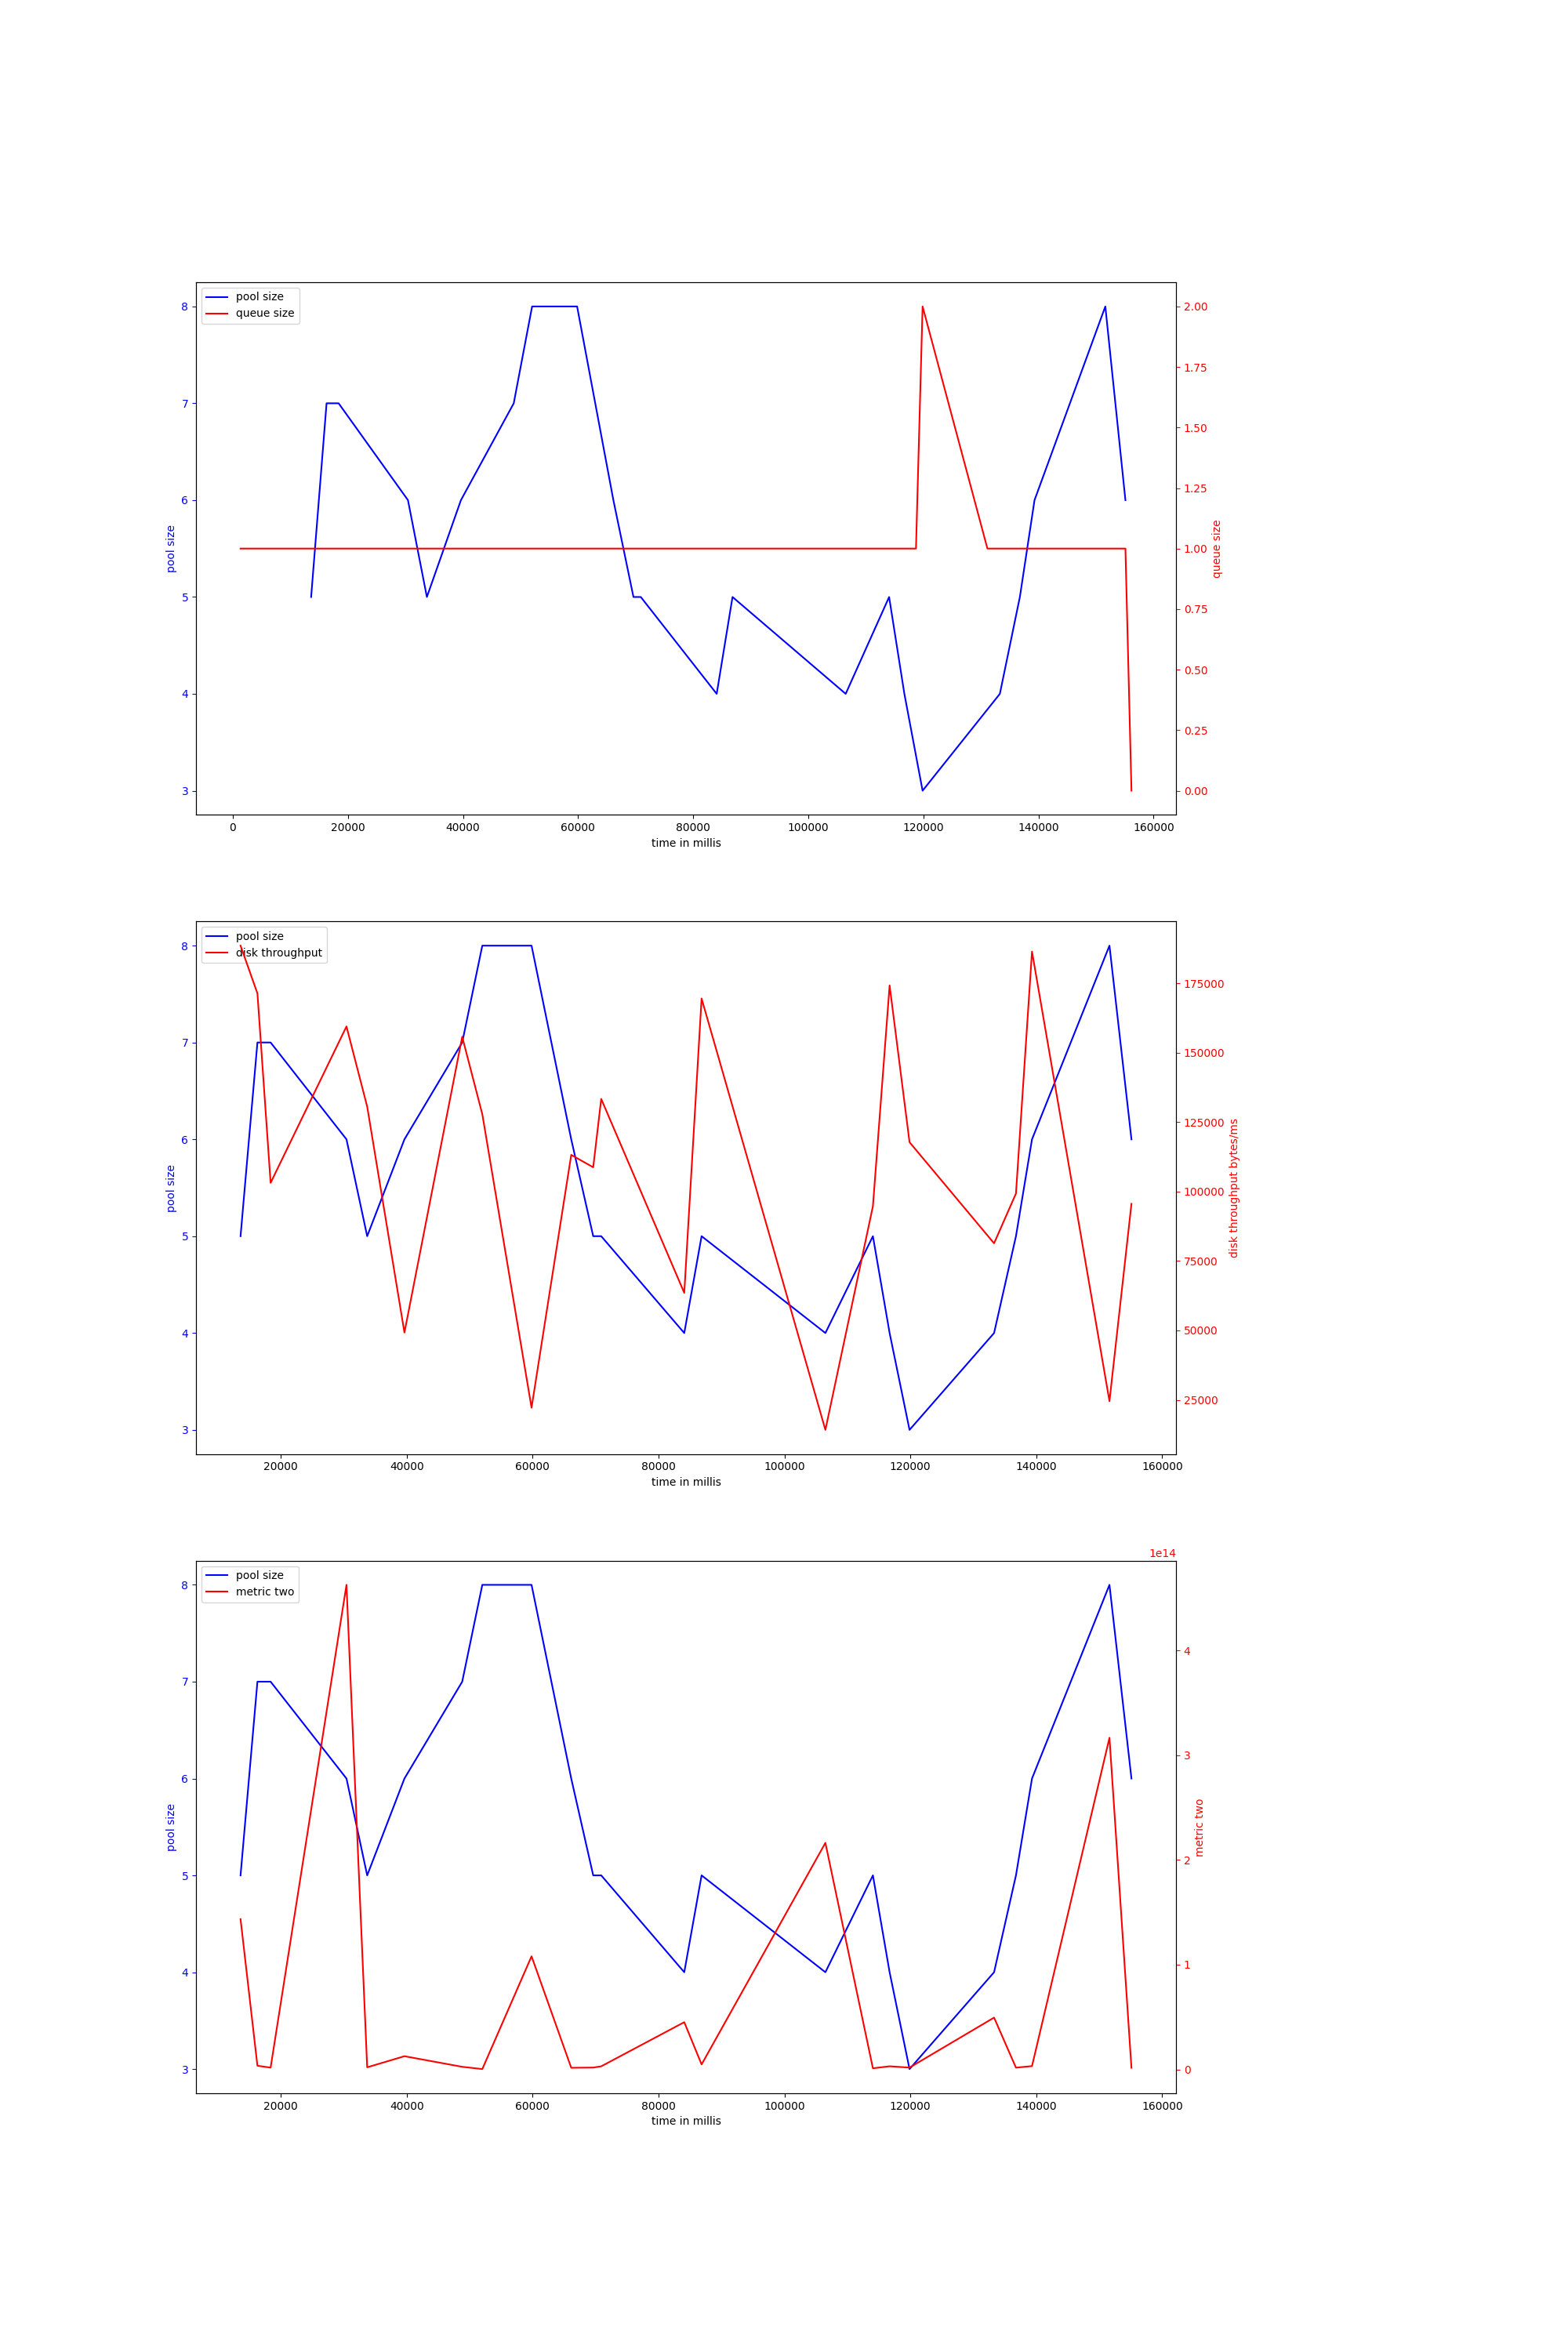 pool size
queue size
8
7
6
5
4
3
pool size
2.00
1.75
1.50
1.25
1.00
0.75
0.50
0.25
0.00
queue size
0 20000 40000 60000 80000 100000 120000 140000 160000
time in millis
pool size
disk throughput
8
7
6
5
4
3
pool size
175000
150000
125000
100000
75000
50000
25000
disk throughput bytes/ms
20000 40000 60000 80000 100000 120000 140000 160000
time in millis
1e14
pool size
metric two
8
7
6
5
4
3
pool size
4
3
2
1
0
metric two
20000 40000 60000 80000 100000 120000 140000 160000
time in millis